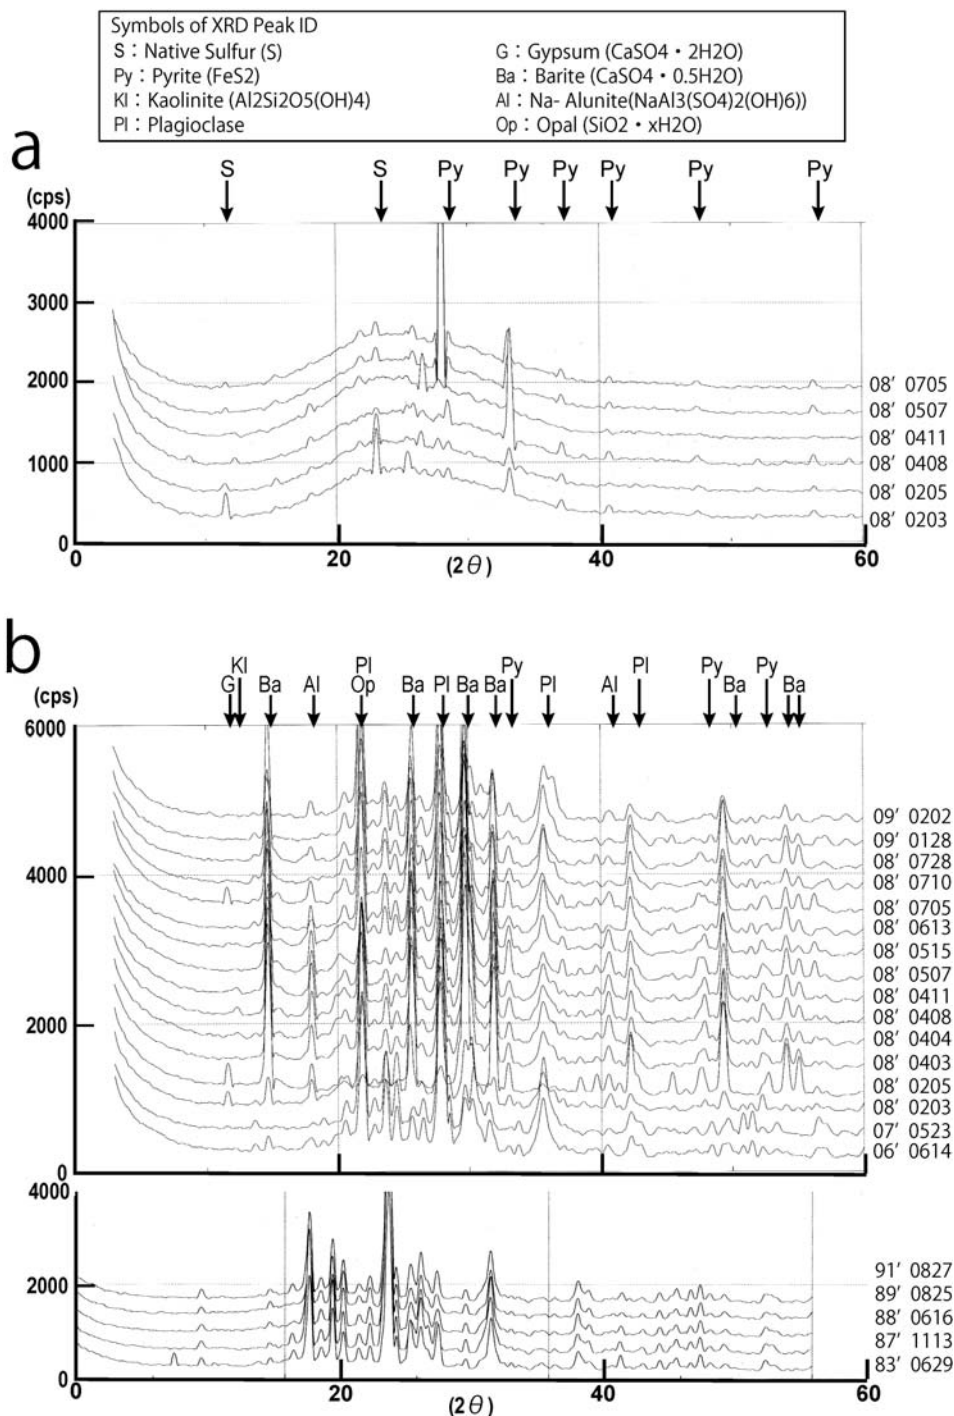 Symbols of XRD Peak ID
S : Native Sulfur (S)
G : Gypsum (CaSO4・2H2O)
Py : Pyrite (FeS2)
Ba : Barite (CaSO4・0.5H2O)
Kl : Kaolinite (Al2Si2O5(OH)4)
Al : Na- Alunite(NaAl3(SO4)2(OH)6))
Pl : Plagioclase
Op : Opal (SiO2・xH2O)
a
S S Py Py Py Py Py Py
(cps)
4000
3000
2000
1000
0
08' 0705
08' 0507
08' 0411
08' 0408
08' 0205
08' 0203
0 20 40 60
(2θ)
b
Kl Pl Py Pl Py Py
G Ba Al Op Ba Pl Ba Ba Pl Al Ba Ba
(cps)
6000
4000
2000
0
09' 0202
09' 0128
08' 0728
08' 0710
08' 0705
08' 0613
08' 0515
08' 0507
08' 0411
08' 0408
08' 0404
08' 0403
08' 0205
08' 0203
07' 0523
06' 0614
0 20 40 60
4000
2000
0
91' 0827
89' 0825
88' 0616
87' 1113
83' 0629
0 20 40 60
(2θ)